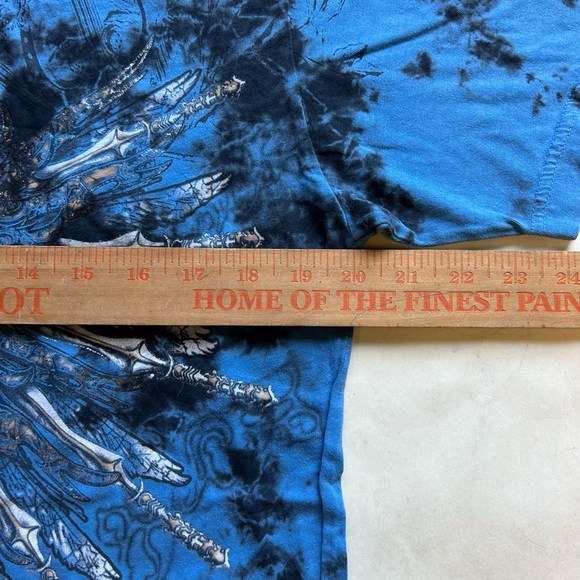 14 15 16 17 18 19 20 21 22 23 24
OT HOME OF THE FINEST PAIN